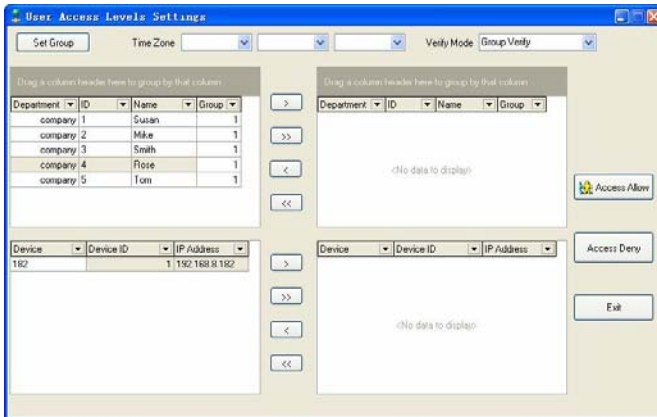 User Access Levels Settings
Set Group Time Zone Verify Mode Group Verify
Drag a column header here to group by that column Drag a column header here to group by that column
Department ID Name Group > Department ID Name Group
company 1 Susan 1
company 2 Mike 1 >>
company 3 Smith 1
company 4 Rose 1 < <No data to display>
company 5 Tom 1
<< Access Allow
Device Device ID IP Address Device Device ID IP Address Access Deny
182 1 192.168.8.182 >
>>
Exit
< <No data to display>
<<